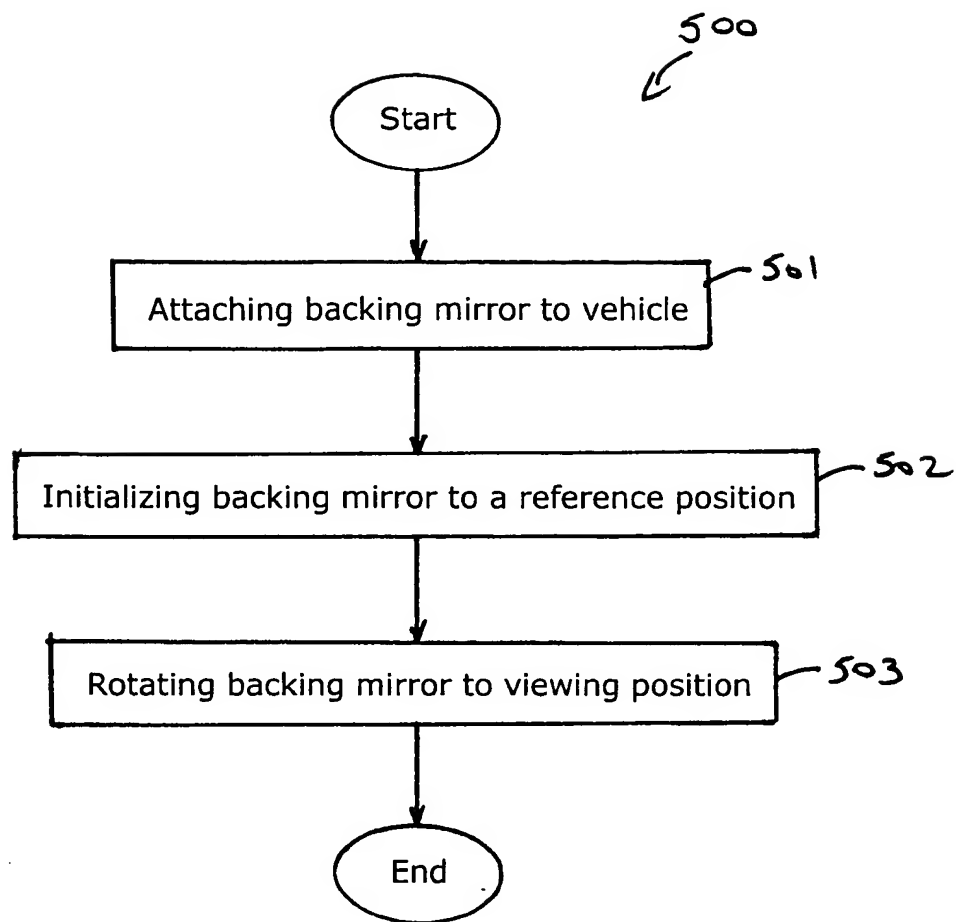 500
Start
Attaching backing mirror to vehicle
501
Initializing backing mirror to a reference position
502
Rotating backing mirror to viewing position
503
End